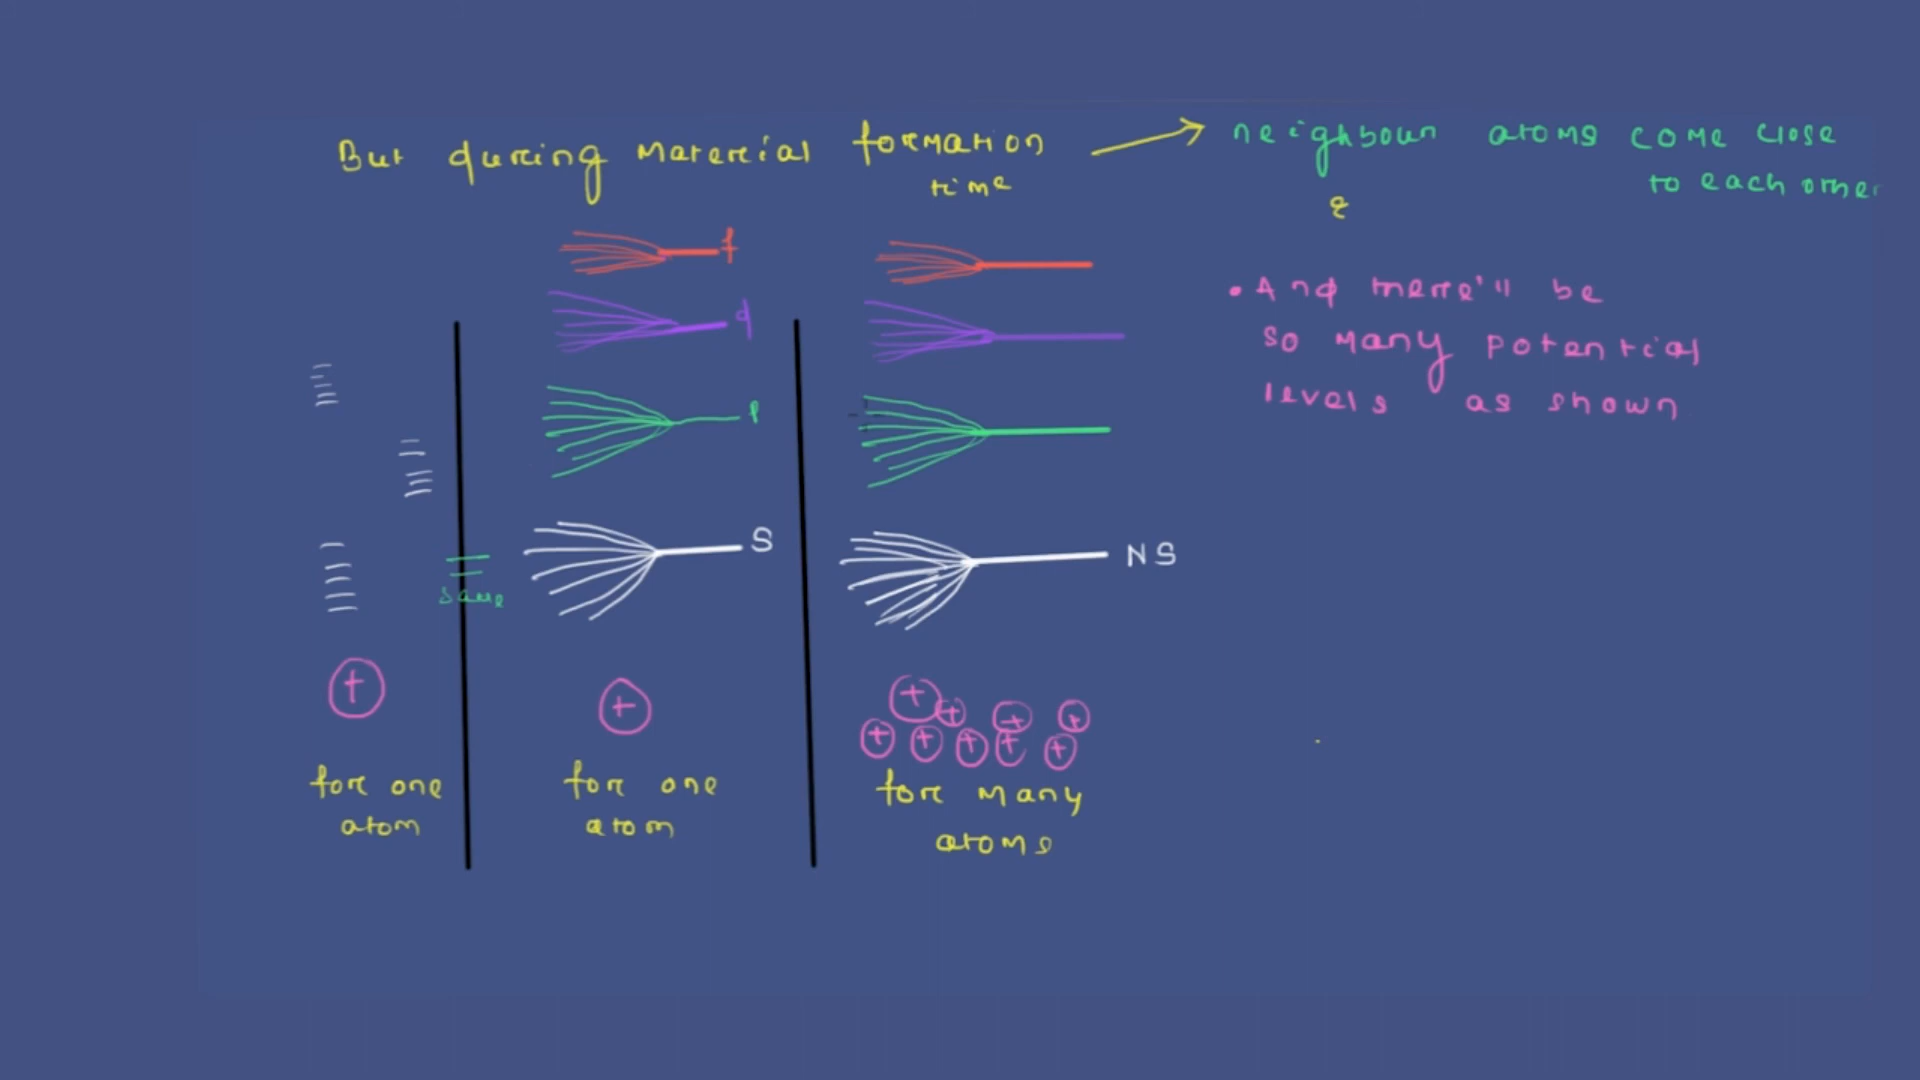 But during Material formation
time
neighbour atoms come close
to each other
&
f
d
p
S
NS
same
• And there'll be
so many potential
levels as shown
+
+
+ + + +
+ + + + +
for one
atom
for one
atom
for many
atoms